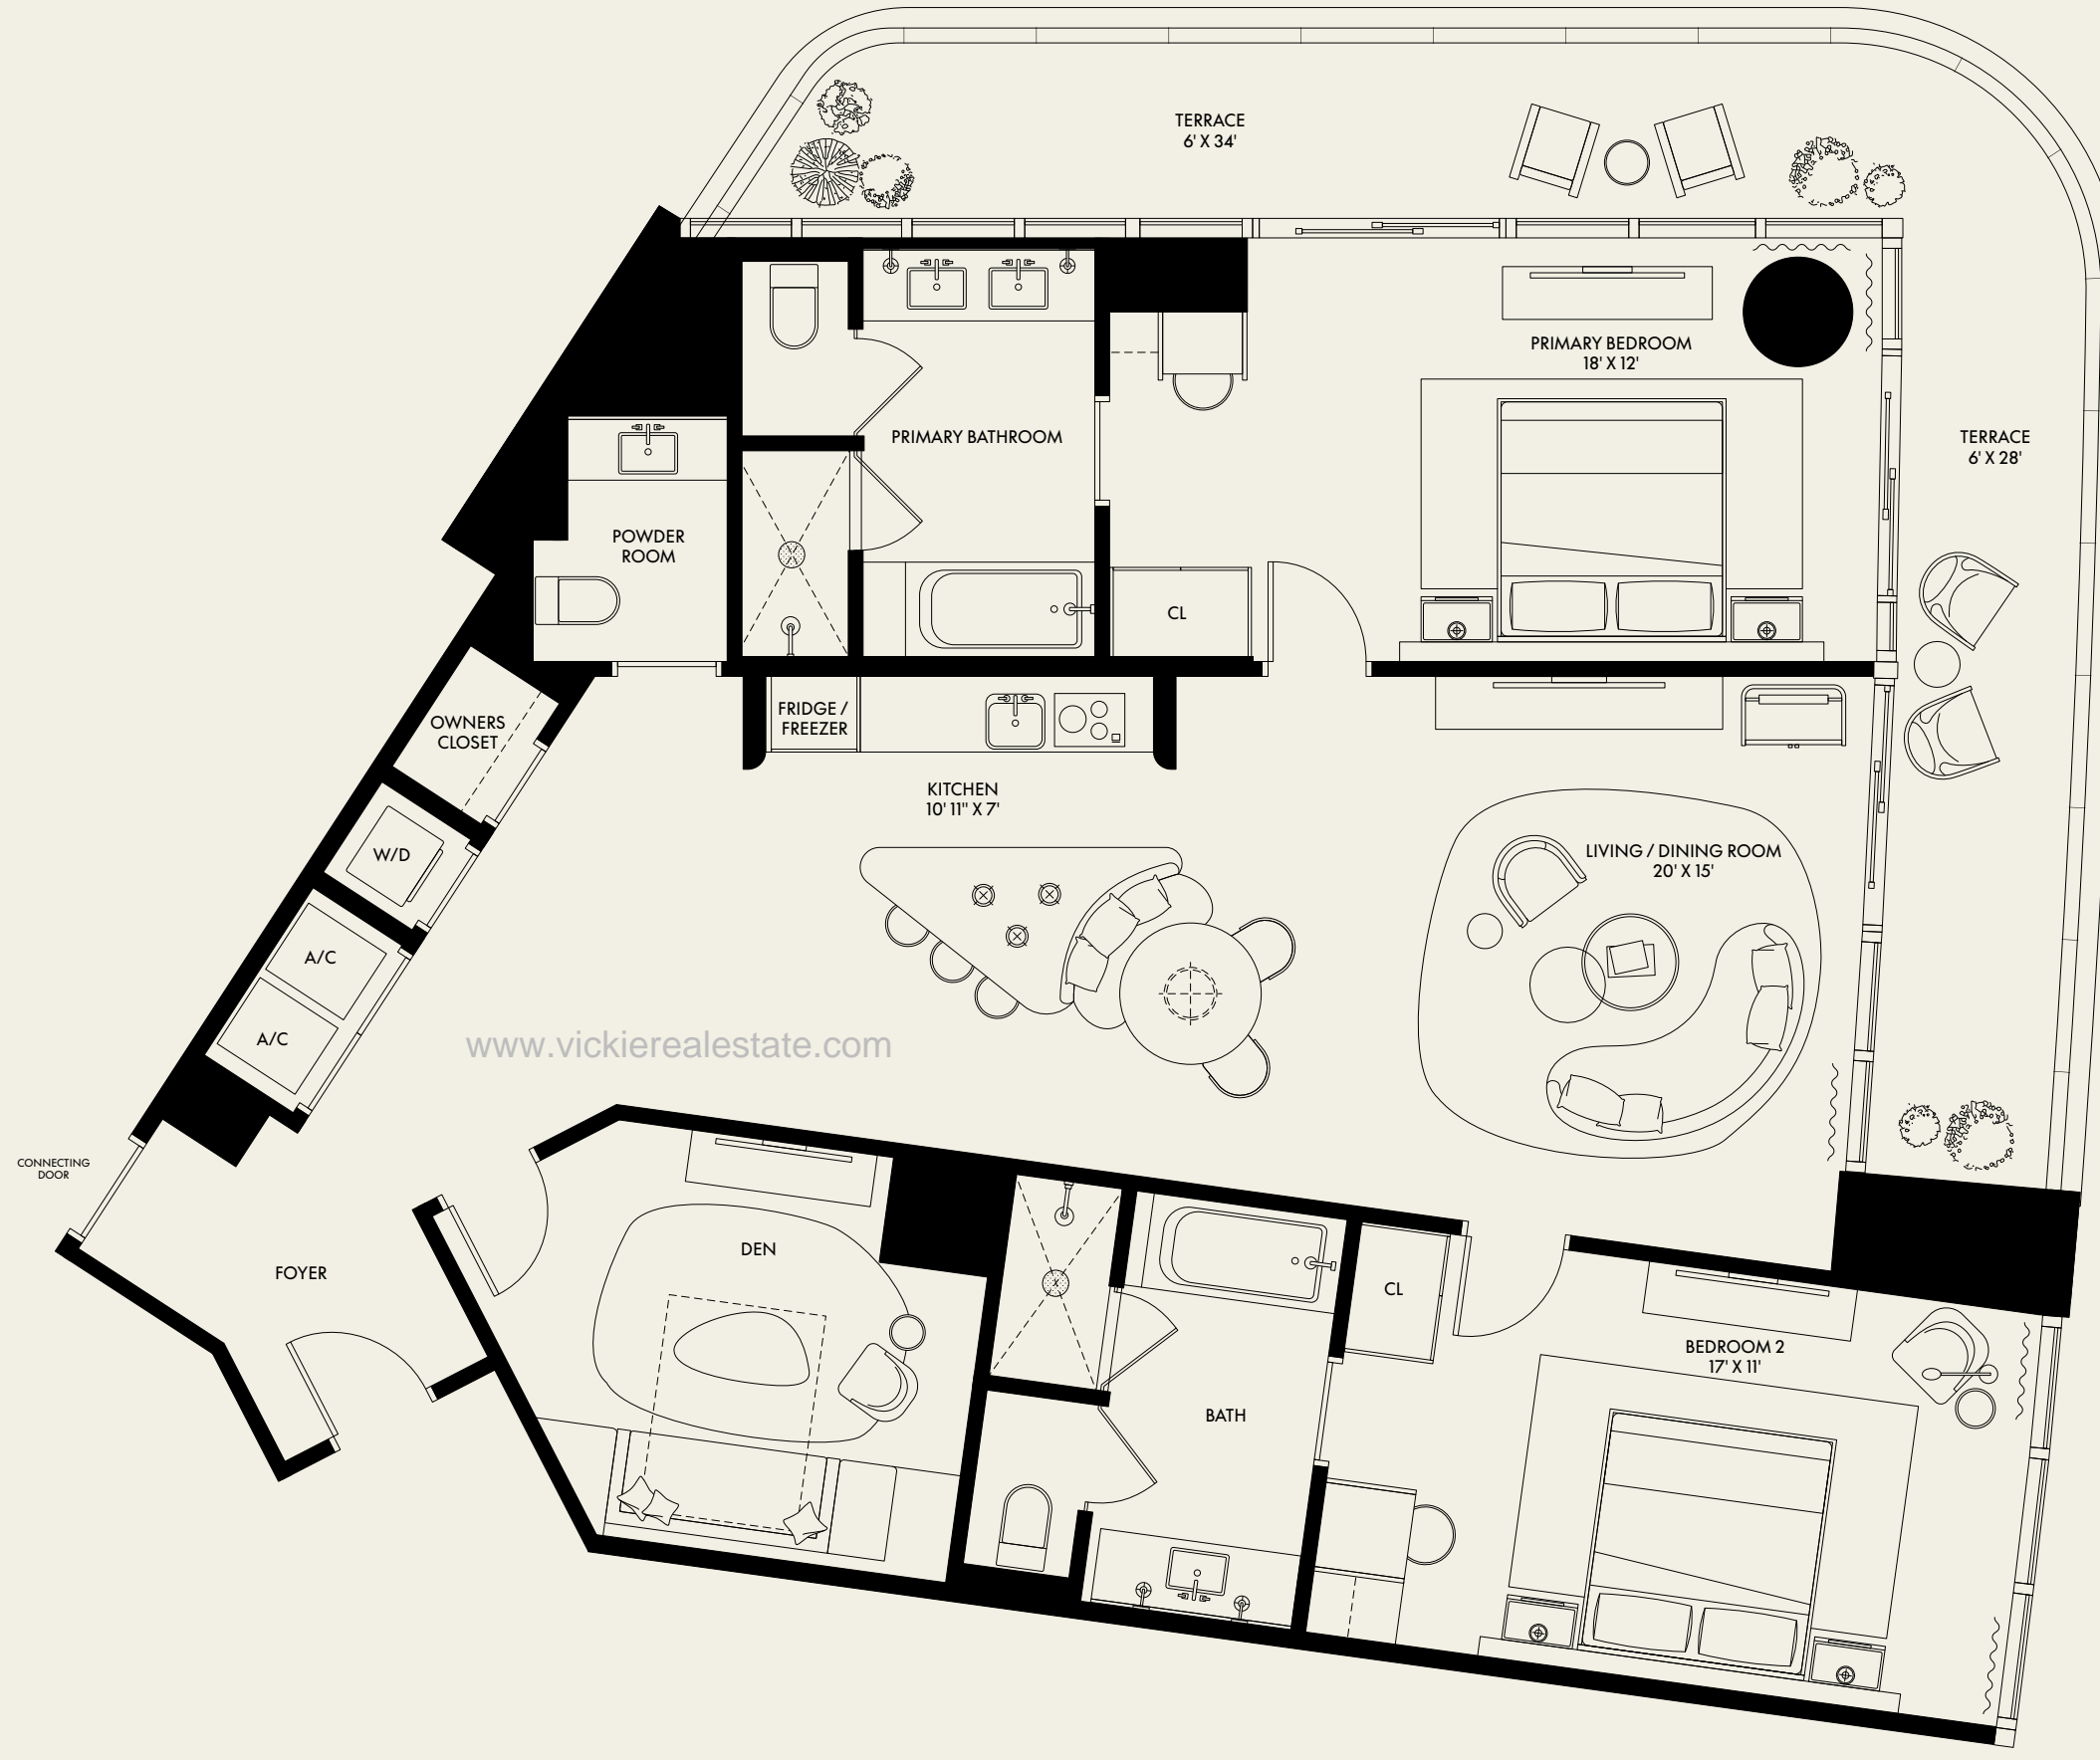 TERRACE
6' X 34'
PRIMARY BEDROOM
18' X 12'
PRIMARY BATHROOM
TERRACE
6' X 28'
POWDER
ROOM
CL
OWNERS
CLOSET
FRIDGE /
FREEZER
KITCHEN
10' 11" X 7'
W/D
LIVING / DINING ROOM
20' X 15'
A/C
A/C
www.vickierealestate.com
CONNECTING
DOOR
FOYER
DEN
CL
BEDROOM 2
17' X 11'
BATH